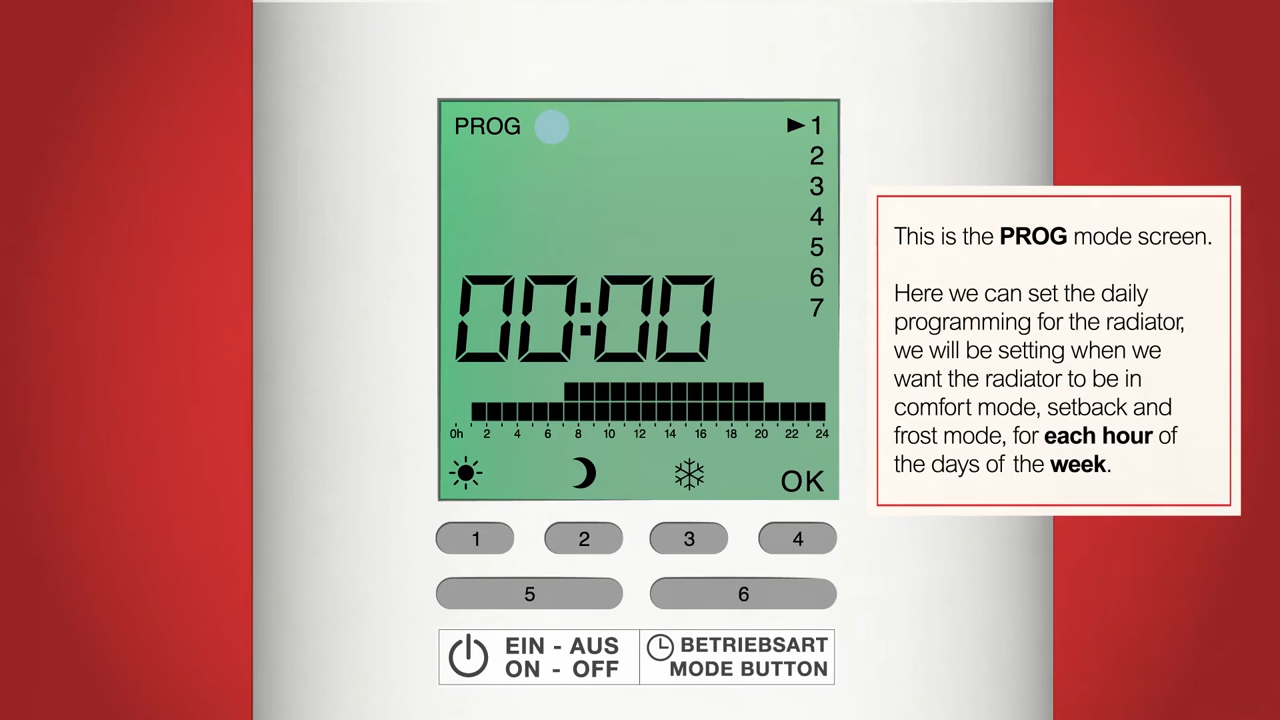 PROG
►1
2
3
4
5
6
7
00:00
0h 2 4 6 8 10 12 14 16 18 20 22 24
OK
1 2 3 4
5 6
EIN - AUS
ON - OFF
BETRIEBSART
MODE BUTTON
This is the PROG mode screen.
Here we can set the daily
programming for the radiator,
we will be setting when we
want the radiator to be in
comfort mode, setback and
frost mode, for each hour of
the days of the week.